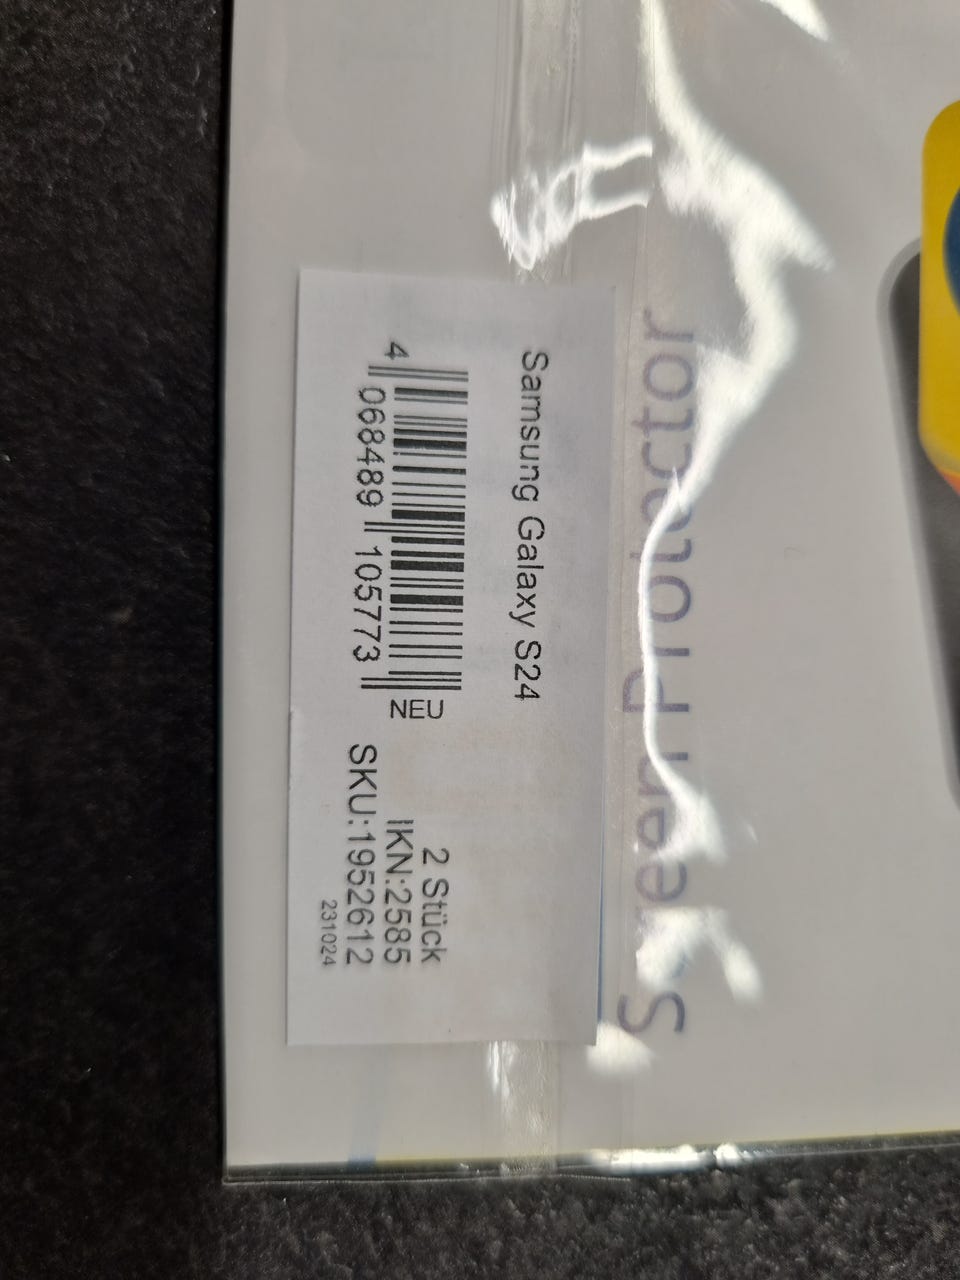 Samsung Galaxy S24
4 068489 105773
NEU
2 Stück
IKN:2585
SKU:1952612
231024
Screen Protector